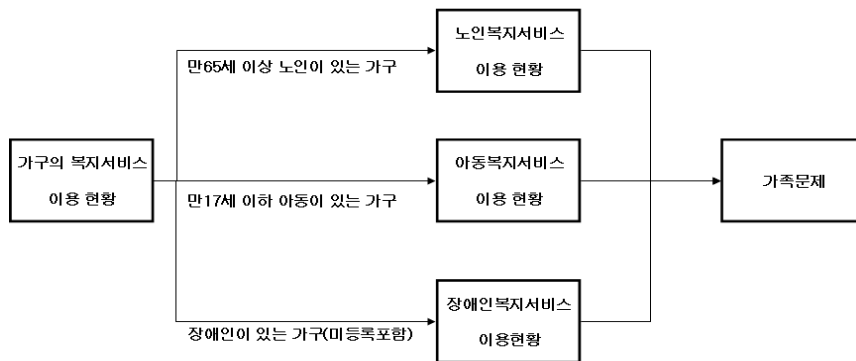 가구의 복지서비스
이용 현황
만65세 이상 노인이 있는 가구
노인복지서비스
이용 현황
만17세 이하 아동이 있는 가구
아동복지서비스
이용 현황
장애인이 있는 가구(미등록포함)
장애인복지서비스
이용현황
가족문제